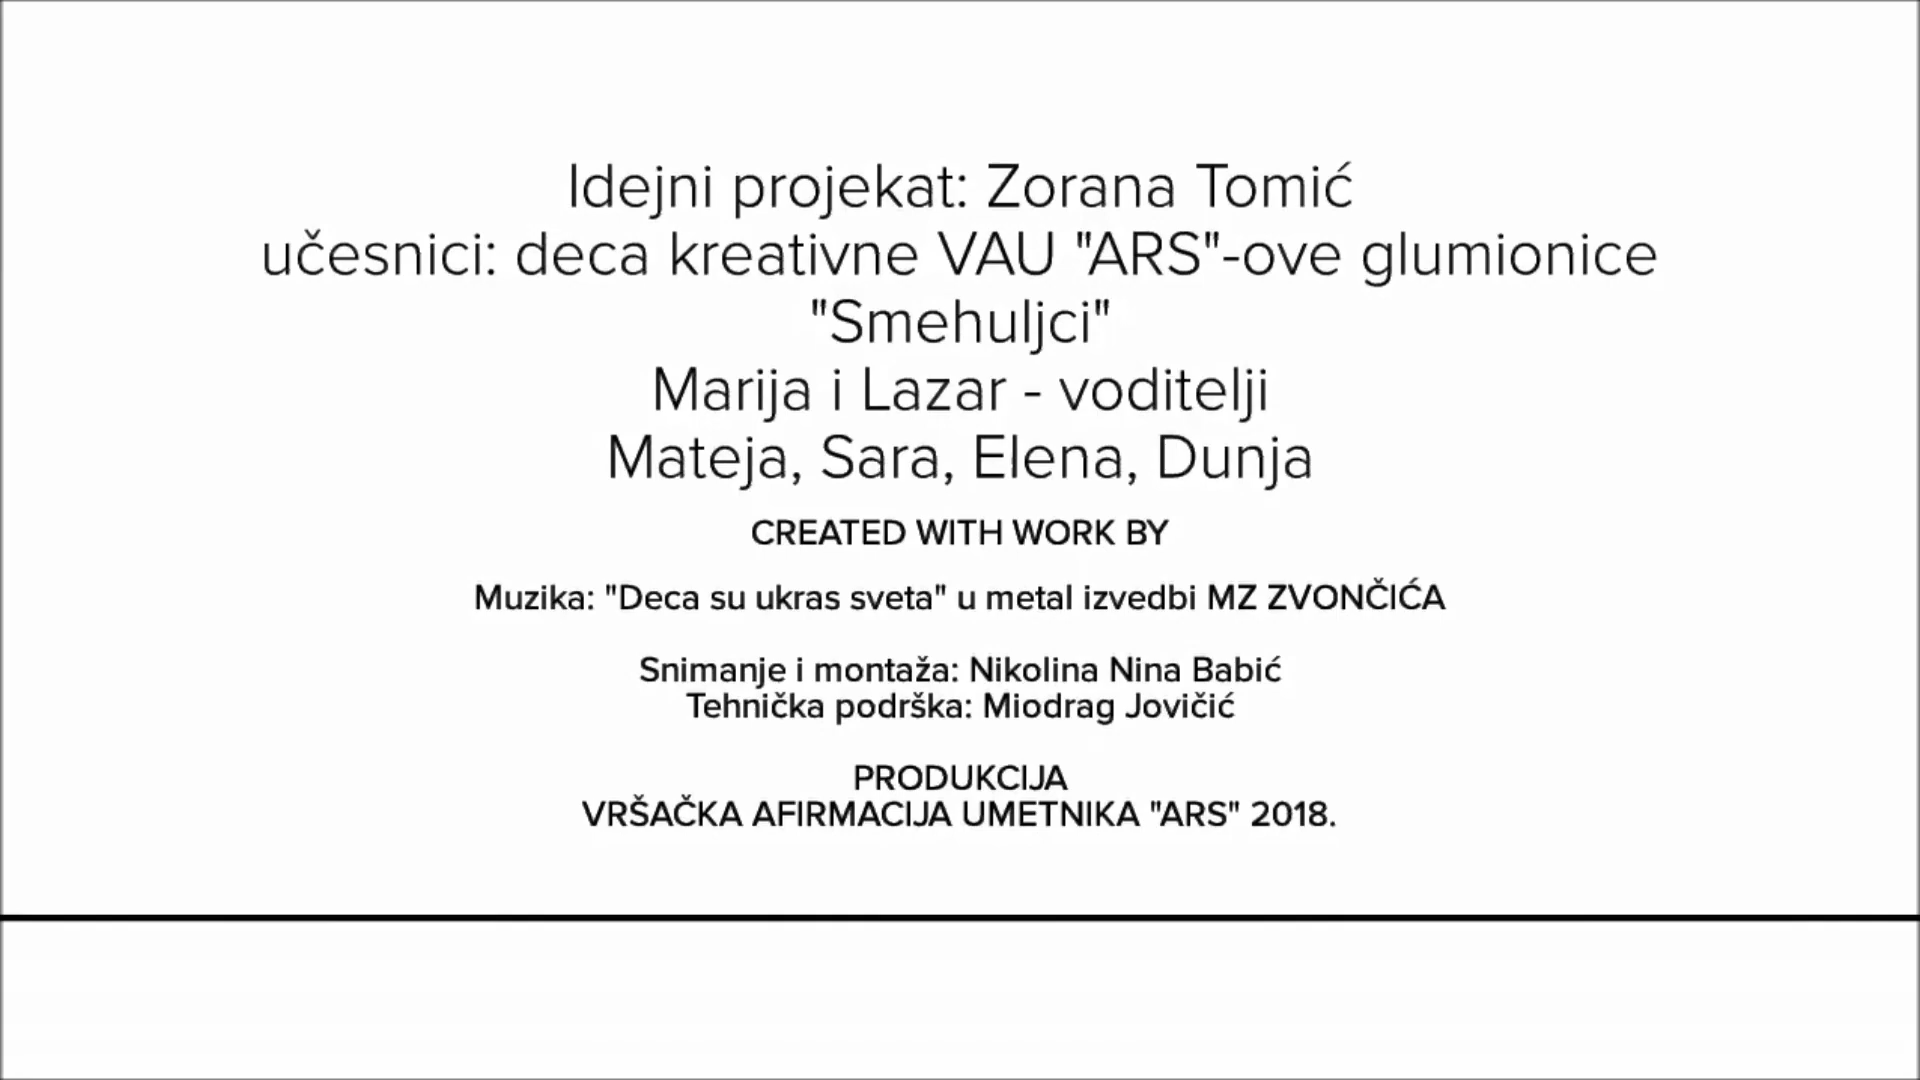 Idejni projekat: Zorana Tomić
učesnici: deca kreativne VAU "ARS"-ove glumionice
"Smehuljci"
Marija i Lazar - voditelji
Mateja, Sara, Elena, Dunja
CREATED WITH WORK BY
Muzika: "Deca su ukras sveta" u metal izvedbi MZ ZVONČIĆA
Snimanje i montaža: Nikolina Nina Babić
Tehnička podrška: Miodrag Jovičić
PRODUKCIJA
VRŠAČKA AFIRMACIJA UMETNIKA "ARS" 2018.